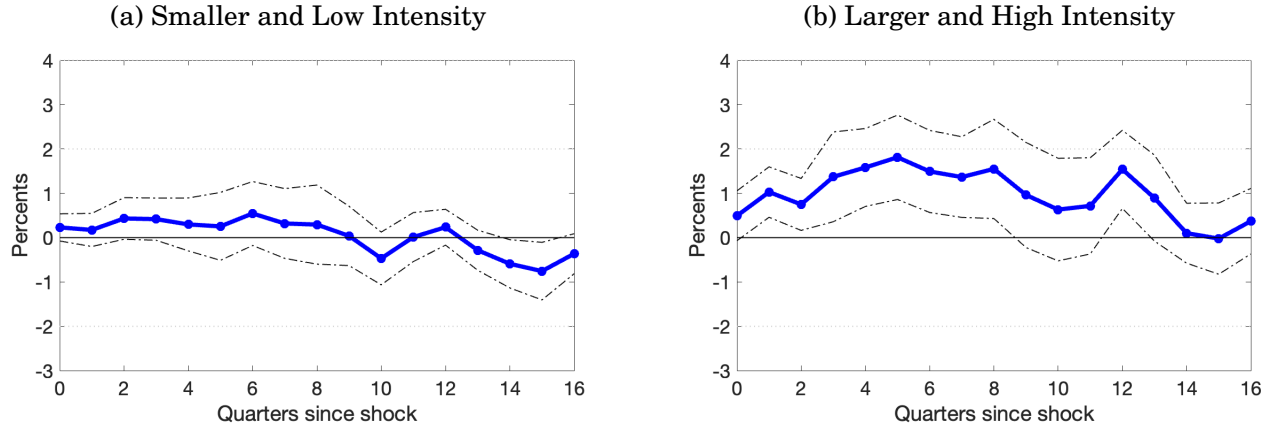 (a) Smaller and Low Intensity
4
3
2
1
0
-1
-2
-3
Percents
0 2 4 6 8 10 12 14 16
Quarters since shock
(b) Larger and High Intensity
4
3
2
1
0
-1
-2
-3
Percents
0 2 4 6 8 10 12 14 16
Quarters since shock